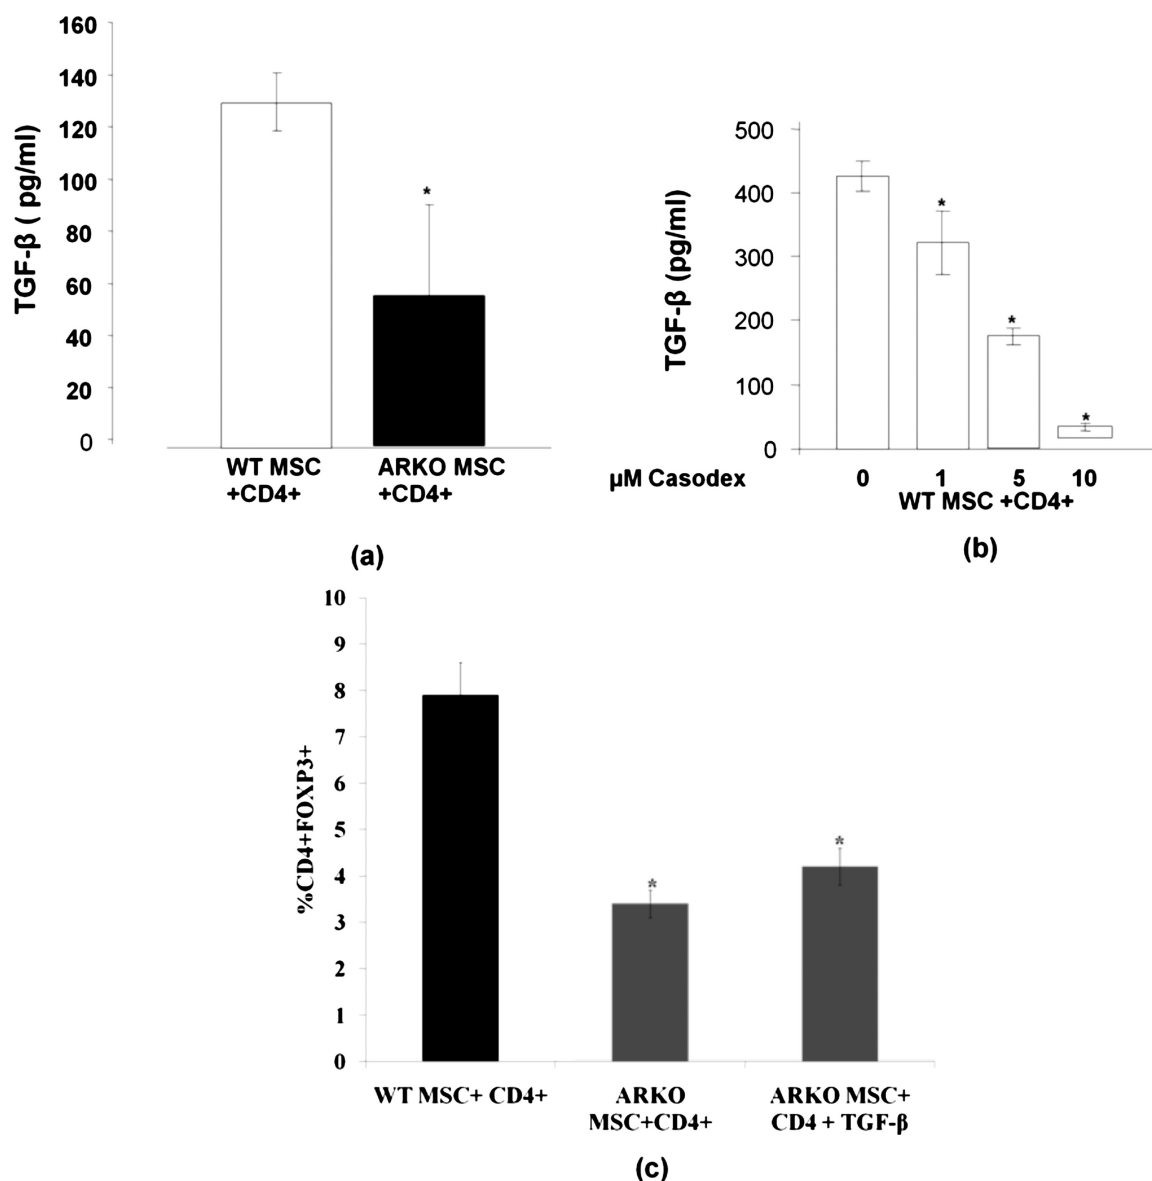 TGF-β ( pg/ml)
160
140
120
100
80
60
40
20
0
*
WT MSC
+CD4+
ARKO MSC
+CD4+
(a)
TGF-β (pg/ml)
500
400
300
200
100
0
*
*
*
µM Casodex 0 1 5 10
WT MSC +CD4+
(b)
%CD4+FOXP3+
10
9
8
7
6
5
4
3
2
1
0
*
*
WT MSC+ CD4+
ARKO
MSC+CD4+
ARKO MSC+
CD4 + TGF-β
(c)